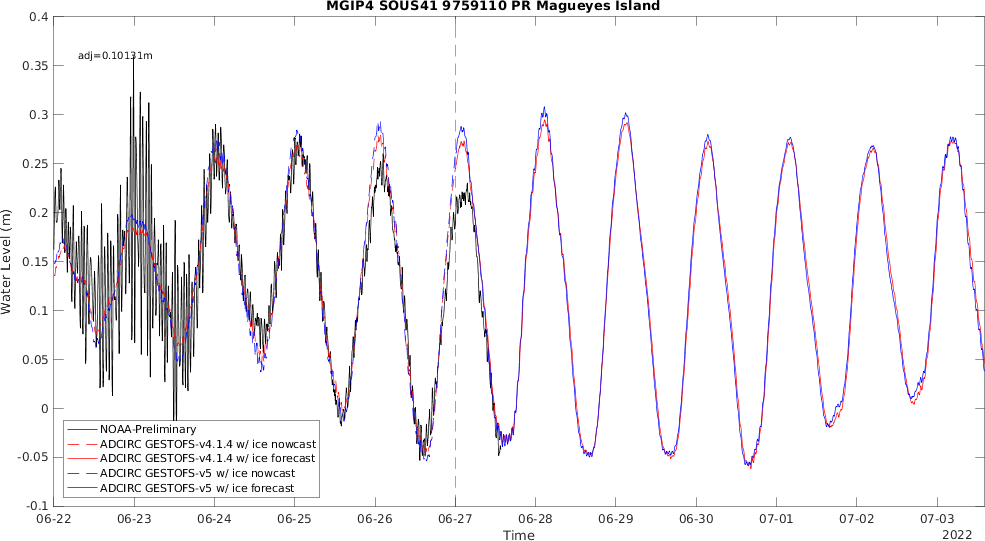 MGIP4 SOUS41 9759110 PR Magueyes Island
adj=0.10131m
Water Level (m)
0.4
0.35
0.3
0.25
0.2
0.15
0.1
0.05
0
-0.05
-0.1
NOAA-Preliminary
ADCIRC GESTOFS-v4.1.4 w/ ice nowcast
ADCIRC GESTOFS-v4.1.4 w/ ice forecast
ADCIRC GESTOFS-v5 w/ ice nowcast
ADCIRC GESTOFS-v5 w/ ice forecast
06-22 06-23 06-24 06-25 06-26 06-27 06-28 06-29 06-30 07-01 07-02 07-03
Time
2022